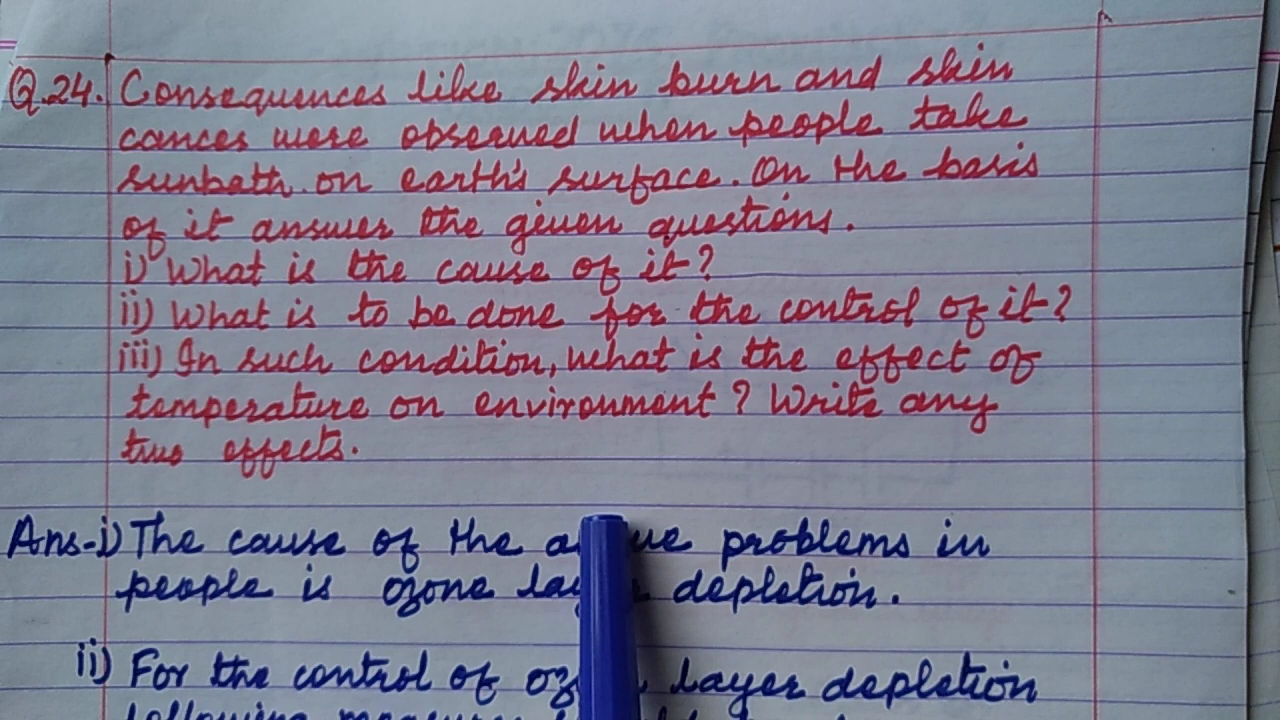 Q.24. Consequences like skin burn and skin
cances were observed when people take
sunbath on earth's surface. On the basis
of it answer the given questions.
i) What is the cause of it?
ii) What is to be done for the control of it?
iii) In such condition, what is the effect of
temperature on environment? Write any
two effects.
Ans-i) The cause of the problems in
people is ozone depletion.
ii) For the control of layer depletion
following